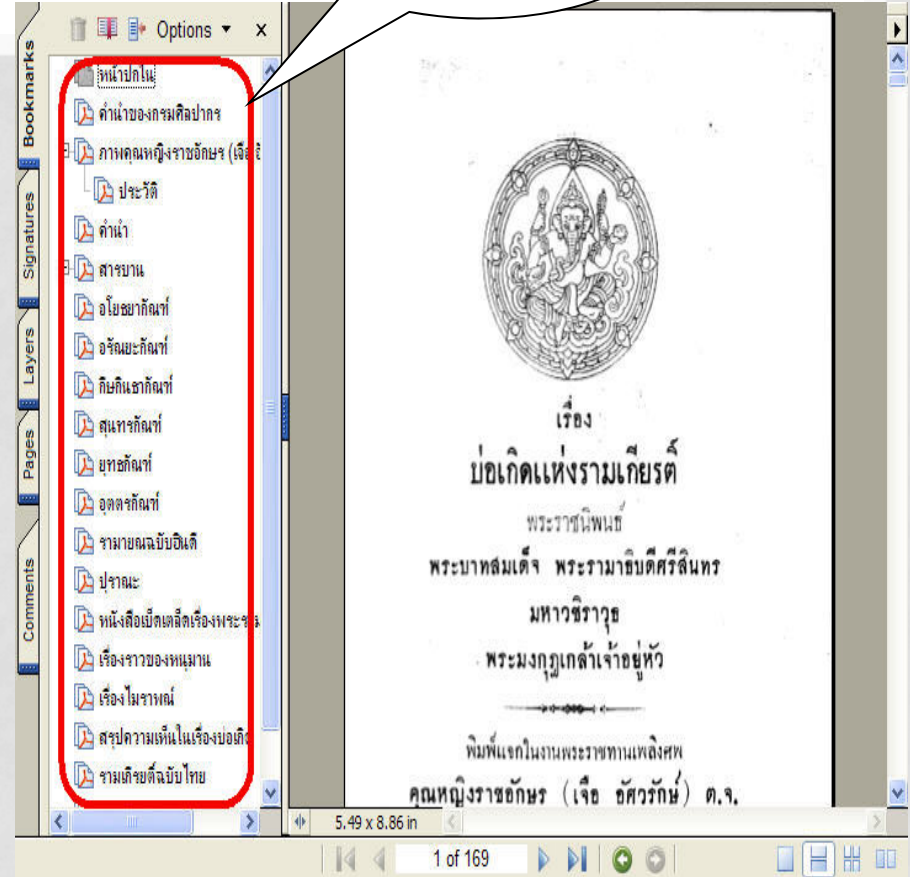 Options
x
Bookmarks
Signatures
Layers
Pages
Comments
หน้าปกใน
คำนำของกรมศิลปากร
ภาพคุณหญิงราชอักษร (เจือ อั
ประวัติ
คำนำ
สารบาน
อโยธยากัณฑ์
อรัณยะกัณฑ์
กิษกินธากัณฑ์
สุนทรกัณฑ์
ยุทธกัณฑ์
อุตตรกัณฑ์
รามายณฉบับฮินดี
ปุราณะ
หนังสือเบ็ดเตล็ดเรื่องพระราม
เรื่องราวของหนุมาน
เรื่องไมราพณ์
สรุปความเห็นในเรื่องบ่อเกิด
รามเกียรติ์ฉบับไทย
เรื่อง
บ่อเกิดแห่งรามเกียรติ์
พระราชนิพนธ์
พระบาทสมเด็จ พระรามาธิบดีศรีสินทร
มหาวชิราวุธ
พระมงกุฎเกล้าเจ้าอยู่หัว
พิมพ์แจกในงานพระราชทานเพลิงศพ
คุณหญิงราชอักษร (เจือ อัศวรักษ์) ต.จ.
5.49 x 8.86 in
1 of 169